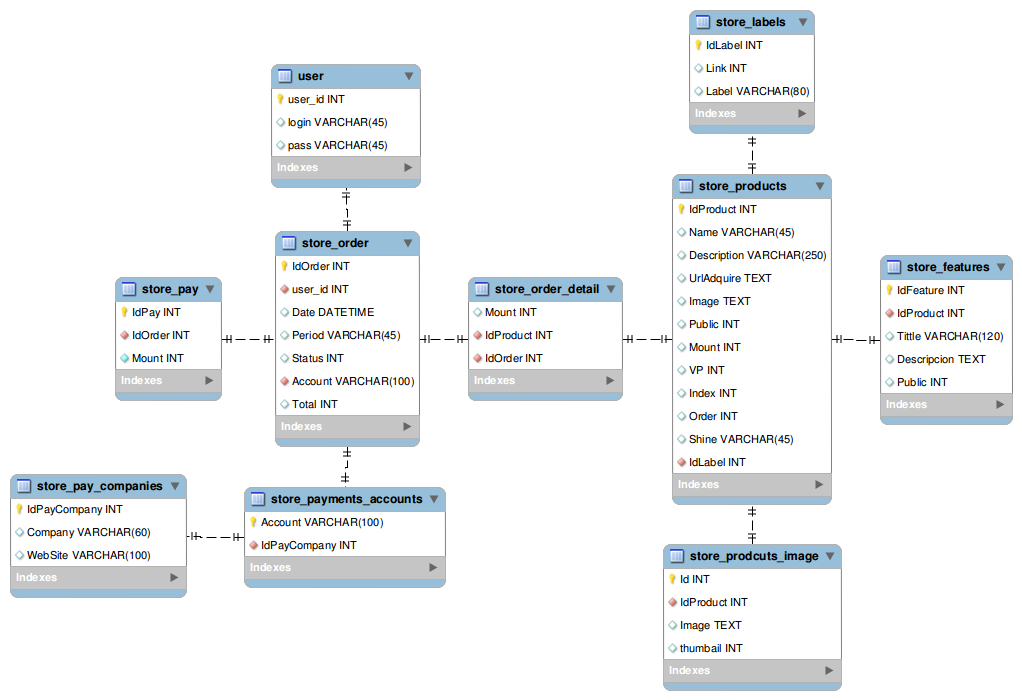 store_labels
IdLabel INT
Link INT
Label VARCHAR(80)
Indexes
user
user_id INT
login VARCHAR(45)
pass VARCHAR(45)
Indexes
store_products
IdProduct INT
Name VARCHAR(45)
Description VARCHAR(250)
UrlAdquire TEXT
Image TEXT
Public INT
Mount INT
VP INT
Index INT
Order INT
Shine VARCHAR(45)
IdLabel INT
Indexes
store_order
IdOrder INT
user_id INT
Date DATETIME
Period VARCHAR(45)
Status INT
Account VARCHAR(100)
Total INT
Indexes
store_features
IdFeature INT
IdProduct INT
Tittle VARCHAR(120)
Descripcion TEXT
Public INT
Indexes
store_pay
IdPay INT
IdOrder INT
Mount INT
Indexes
store_order_detail
Mount INT
IdProduct INT
IdOrder INT
Indexes
store_pay_companies
IdPayCompany INT
Company VARCHAR(60)
WebSite VARCHAR(100)
Indexes
store_payments_accounts
Account VARCHAR(100)
IdPayCompany INT
Indexes
store_prodcuts_image
Id INT
IdProduct INT
Image TEXT
thumbail INT
Indexes